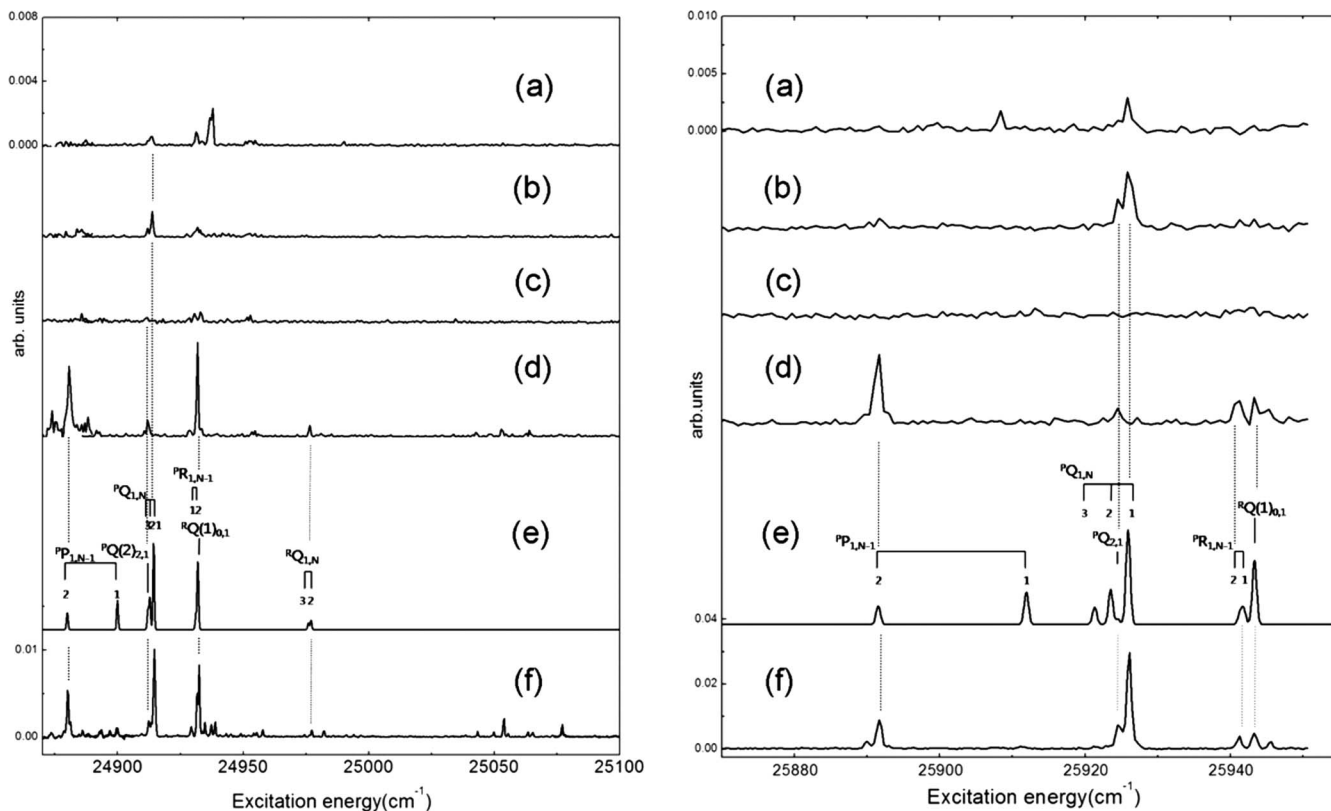 0.008
0.004
0.000
(a)
(b)
(c)
(d)
(e)
(f)
arb. units
PR1,N-1
12
PQ1,N
321
RQ(1)0,1
PP1,N-1
PQ(2)2,1
2
1
RQ1,N
32
0.01
0.00
24900
24950
25000
25050
25100
Excitation energy(cm-1)
0.010
0.005
0.000
(a)
(b)
(c)
(d)
(e)
(f)
arb.units
PQ1,N
3
2
1
RQ(1)0,1
PP1,N-1
PQ2,1
PR1,N-1
2
1
21
0.04
0.02
0.00
25880
25900
25920
25940
Excitation energy(cm-1)